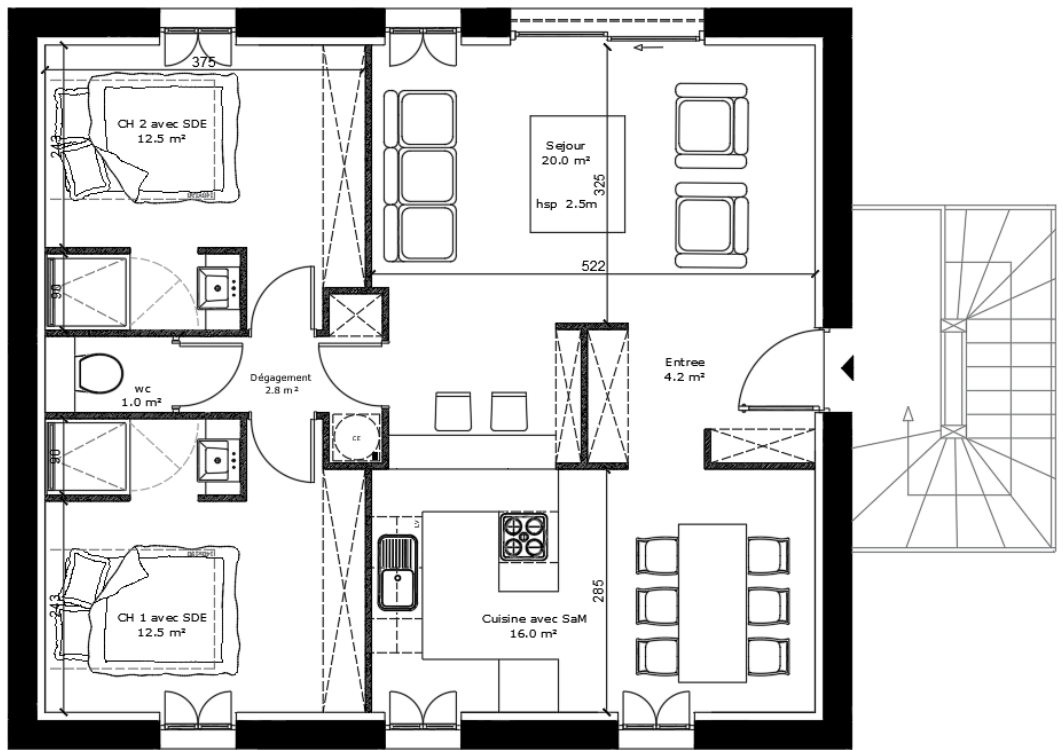 375
CH 2 avec SDE
12.5 m²
243
Sejour
20.0 m²
325
hsp 2.5m
522
90
Entree
4.2 m²
Dégagement
2.8 m²
wc
1.0 m²
CE
90
LV
CH 1 avec SDE
12.5 m²
243
285
Cuisine avec SaM
16.0 m²